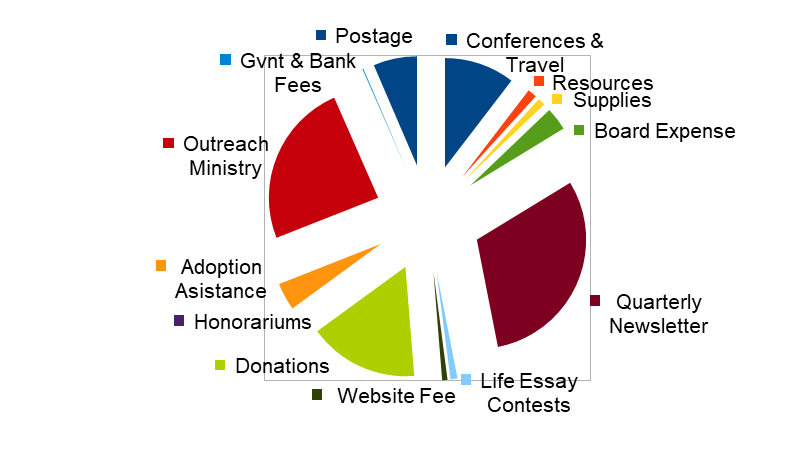 Postage
Conferences &
Travel
Gvnt & Bank
Fees
Resources
Supplies
Board Expense
Outreach
Ministry
Adoption
Asistance
Honorariums
Quarterly
Newsletter
Donations
Website Fee
Life Essay
Contests